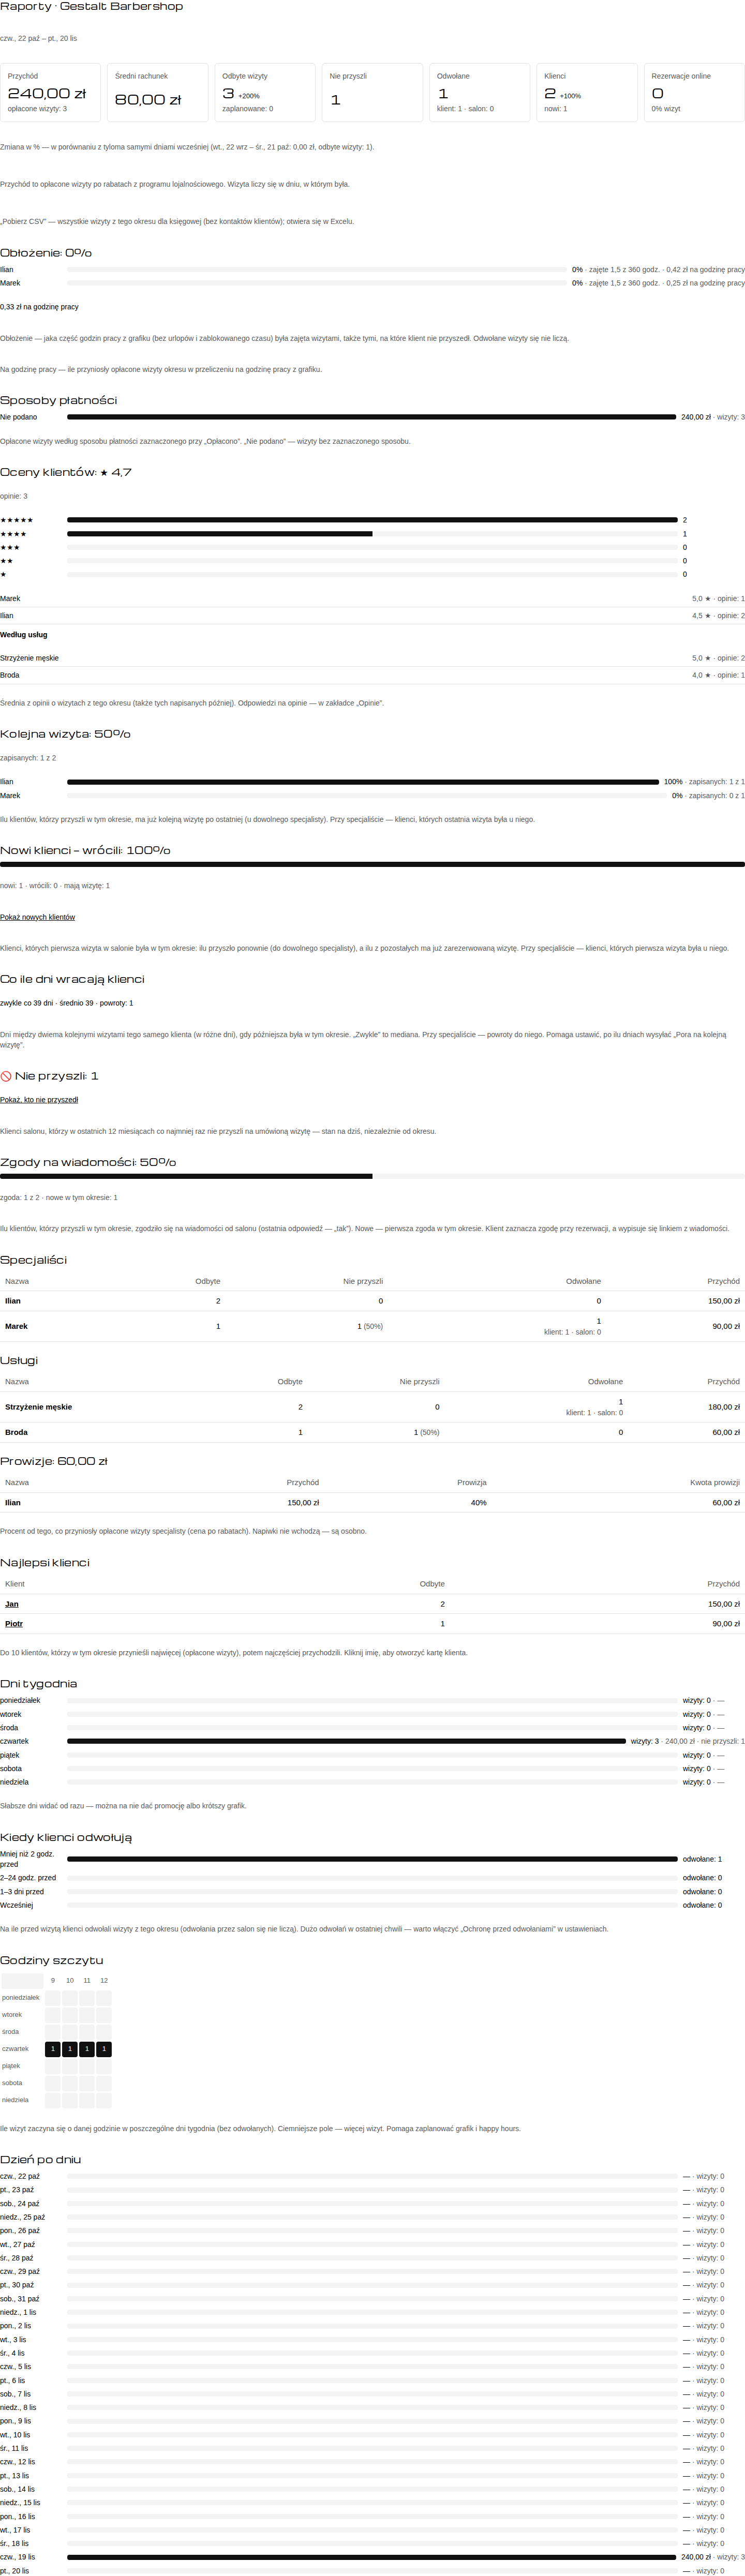 Raporty · Gestalt Barbershop
czw., 22 paź – pt., 20 lis
Przychód
240,00 zł
opłacone wizyty: 3
Średni rachunek
80,00 zł
Odbyte wizyty
3 +200%
zaplanowane: 0
Nie przyszli
1
Odwołane
1
klient: 1 · salon: 0
Klienci
2 +100%
nowi: 1
Rezerwacje online
0
0% wizyt
Zmiana w % — w porównaniu z tyloma samymi dniami wcześniej (wt., 22 wrz – śr., 21 paź: 0,00 zł, odbyte wizyty: 1).
Przychód to opłacone wizyty po rabatach z programu lojalnościowego. Wizyta liczy się w dniu, w którym była.
„Pobierz CSV” — wszystkie wizyty z tego okresu dla księgowej (bez kontaktów klientów); otwiera się w Excelu.
Obłożenie: 0%
Ilian 0% · zajęte 1,5 z 360 godz. · 0,42 zł na godzinę pracy
Marek 0% · zajęte 1,5 z 360 godz. · 0,25 zł na godzinę pracy
0,33 zł na godzinę pracy
Obłożenie — jaka część godzin pracy z grafiku (bez urlopów i zablokowanego czasu) była zajęta wizytami, także tymi, na które klient nie przyszedł. Odwołane wizyty się nie liczą.
Na godzinę pracy — ile przyniosły opłacone wizyty okresu w przeliczeniu na godzinę pracy z grafiku.
Sposoby płatności
Nie podano 240,00 zł · wizyty: 3
Opłacone wizyty według sposobu płatności zaznaczonego przy „Opłacono”. „Nie podano” — wizyty bez zaznaczonego sposobu.
Oceny klientów: ★ 4,7
opinie: 3
★★★★★ 2
★★★★ 1
★★★ 0
★★ 0
★ 0
Marek 5,0 ★ · opinie: 1
Ilian 4,5 ★ · opinie: 2
Według usług
Strzyżenie męskie 5,0 ★ · opinie: 2
Broda 4,0 ★ · opinie: 1
Średnia z opinii o wizytach z tego okresu (także tych napisanych później). Odpowiedzi na opinie — w zakładce „Opinie”.
Kolejna wizyta: 50%
zapisanych: 1 z 2
Ilian 100% · zapisanych: 1 z 1
Marek 0% · zapisanych: 0 z 1
Ilu klientów, którzy przyszli w tym okresie, ma już kolejną wizytę po ostatniej (u dowolnego specjalisty). Przy specjaliście — klienci, których ostatnia wizyta była u niego.
Nowi klienci – wrócili: 100%
nowi: 1 · wrócili: 0 · mają wizytę: 1
Pokaż nowych klientów
Klienci, których pierwsza wizyta w salonie była w tym okresie: ilu przyszło ponownie (do dowolnego specjalisty), a ilu z pozostałych ma już zarezerwowaną wizytę. Przy specjaliście — klienci, których pierwsza wizyta była u niego.
Co ile dni wracają klienci
zwykle co 39 dni · średnio 39 · powroty: 1
Dni między dwiema kolejnymi wizytami tego samego klienta (w różne dni), gdy późniejsza była w tym okresie. „Zwykle” to mediana. Przy specjaliście — powroty do niego. Pomaga ustawić, po ilu dniach wysyłać „Pora na kolejną
wizytę”.
🚫 Nie przyszli: 1
Pokaż, kto nie przyszedł
Klienci salonu, którzy w ostatnich 12 miesiącach co najmniej raz nie przyszli na umówioną wizytę — stan na dziś, niezależnie od okresu.
Zgody na wiadomości: 50%
zgoda: 1 z 2 · nowe w tym okresie: 1
Ilu klientów, którzy przyszli w tym okresie, zgodziło się na wiadomości od salonu (ostatnia odpowiedź — „tak”). Nowe — pierwsza zgoda w tym okresie. Klient zaznacza zgodę przy rezerwacji, a wypisuje się linkiem z wiadomości.
Specjaliści
Nazwa Odbyte Nie przyszli Odwołane Przychód
Ilian 2 0 0 150,00 zł
Marek 1 1 (50%) 1 90,00 zł
klient: 1 · salon: 0
Usługi
Nazwa Odbyte Nie przyszli Odwołane Przychód
Strzyżenie męskie 2 0 1 180,00 zł
klient: 1 · salon: 0
Broda 1 1 (50%) 0 60,00 zł
Prowizje: 60,00 zł
Nazwa Przychód Prowizja Kwota prowizji
Ilian 150,00 zł 40% 60,00 zł
Procent od tego, co przyniosły opłacone wizyty specjalisty (cena po rabatach). Napiwki nie wchodzą — są osobno.
Najlepsi klienci
Klient Odbyte Przychód
Jan 2 150,00 zł
Piotr 1 90,00 zł
Do 10 klientów, którzy w tym okresie przynieśli najwięcej (opłacone wizyty), potem najczęściej przychodzili. Kliknij imię, aby otworzyć kartę klienta.
Dni tygodnia
poniedziałek wizyty: 0 · —
wtorek wizyty: 0 · —
środa wizyty: 0 · —
czwartek wizyty: 3 · 240,00 zł · nie przyszli: 1
piątek wizyty: 0 · —
sobota wizyty: 0 · —
niedziela wizyty: 0 · —
Słabsze dni widać od razu — można na nie dać promocję albo krótszy grafik.
Kiedy klienci odwołują
Mniej niż 2 godz.
przed odwołane: 1
2–24 godz. przed odwołane: 0
1–3 dni przed odwołane: 0
Wcześniej odwołane: 0
Na ile przed wizytą klienci odwołali wizyty z tego okresu (odwołania przez salon się nie liczą). Dużo odwołań w ostatniej chwili — warto włączyć „Ochronę przed odwołaniami” w ustawieniach.
Godziny szczytu
9 10 11 12
poniedziałek
wtorek
środa
czwartek 1 1 1 1
piątek
sobota
niedziela
Ile wizyt zaczyna się o danej godzinie w poszczególne dni tygodnia (bez odwołanych). Ciemniejsze pole — więcej wizyt. Pomaga zaplanować grafik i happy hours.
Dzień po dniu
czw., 22 paź — · wizyty: 0
pt., 23 paź — · wizyty: 0
sob., 24 paź — · wizyty: 0
niedz., 25 paź — · wizyty: 0
pon., 26 paź — · wizyty: 0
wt., 27 paź — · wizyty: 0
śr., 28 paź — · wizyty: 0
czw., 29 paź — · wizyty: 0
pt., 30 paź — · wizyty: 0
sob., 31 paź — · wizyty: 0
niedz., 1 lis — · wizyty: 0
pon., 2 lis — · wizyty: 0
wt., 3 lis — · wizyty: 0
śr., 4 lis — · wizyty: 0
czw., 5 lis — · wizyty: 0
pt., 6 lis — · wizyty: 0
sob., 7 lis — · wizyty: 0
niedz., 8 lis — · wizyty: 0
pon., 9 lis — · wizyty: 0
wt., 10 lis — · wizyty: 0
śr., 11 lis — · wizyty: 0
czw., 12 lis — · wizyty: 0
pt., 13 lis — · wizyty: 0
sob., 14 lis — · wizyty: 0
niedz., 15 lis — · wizyty: 0
pon., 16 lis — · wizyty: 0
wt., 17 lis — · wizyty: 0
śr., 18 lis — · wizyty: 0
czw., 19 lis 240,00 zł · wizyty: 3
pt., 20 lis — · wizyty: 0